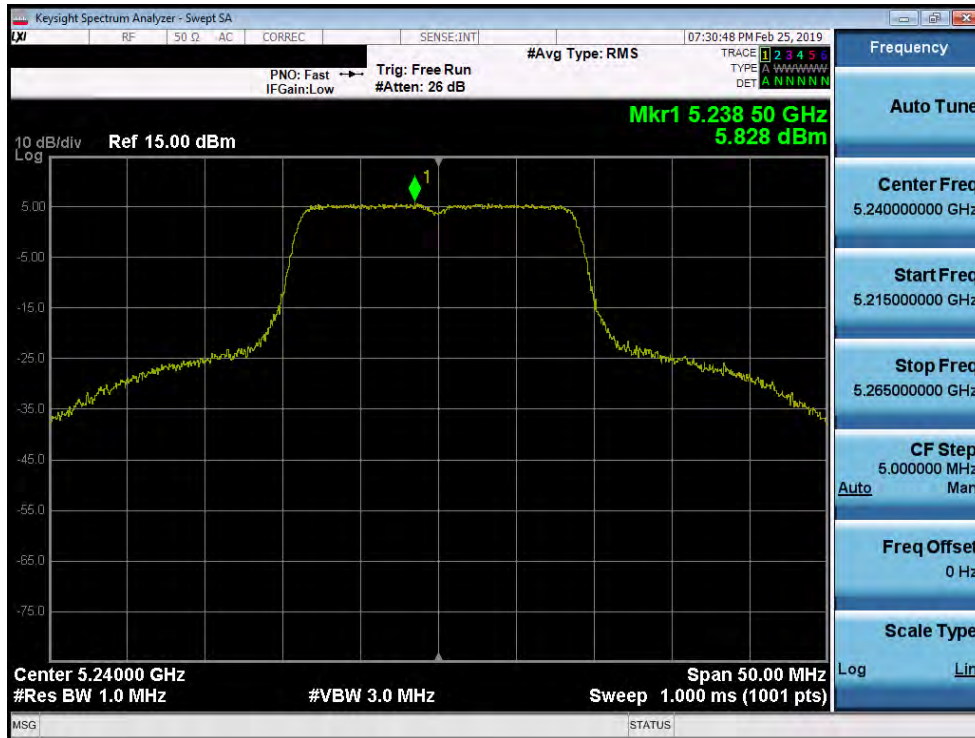 Keysight Spectrum Analyzer - Swept SA
LXI RF 50 Ω AC CORREC SENSE:INT 07:30:48 PM Feb 25, 2019
#Avg Type: RMS TRACE 1 2 3 4 5 6
PNO: Fast Trig: Free Run TYPE A WWWWW
IFGain:Low #Atten: 26 dB DET A N N N N N
Mkr1 5.238 50 GHz
5.828 dBm
10 dB/div Ref 15.00 dBm
Log
1
5.00
-5.00
-15.0
-25.0
-35.0
-45.0
-55.0
-65.0
-75.0
Center 5.24000 GHz Span 50.00 MHz
#Res BW 1.0 MHz #VBW 3.0 MHz Sweep 1.000 ms (1001 pts)
MSG STATUS
Frequency
Auto Tune
Center Freq
5.240000000 GHz
Start Freq
5.215000000 GHz
Stop Freq
5.265000000 GHz
CF Step
5.000000 MHz
Auto Man
Freq Offset
0 Hz
Scale Type
Log Lin